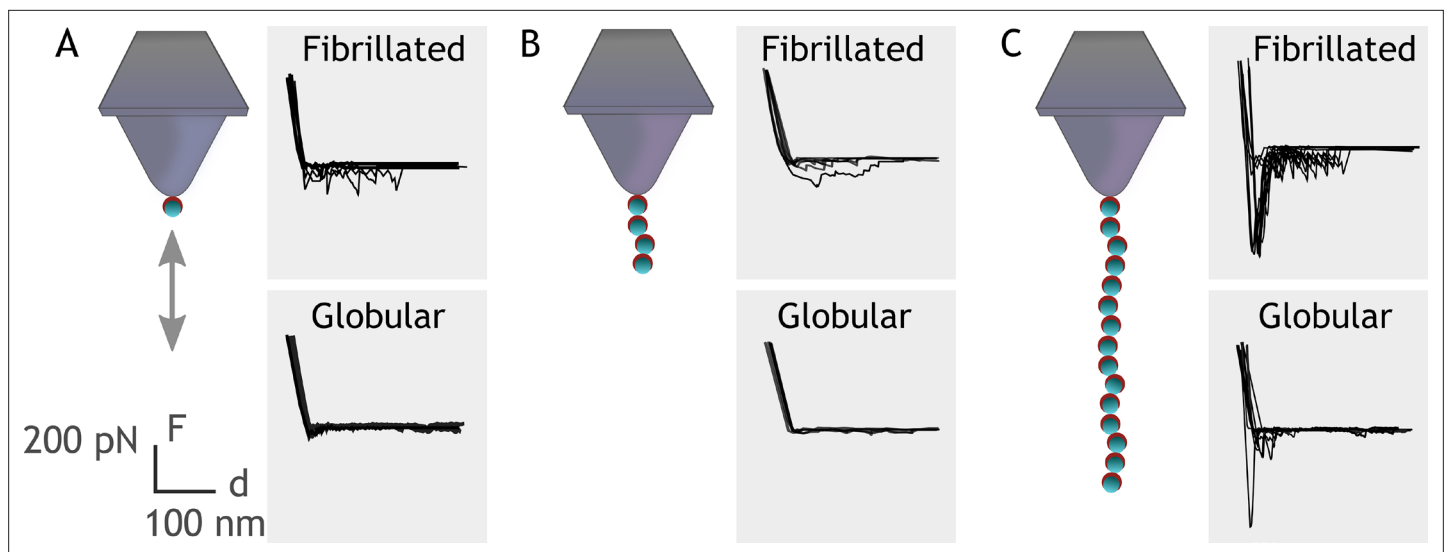 A
Fibrillated
Globular
200 pN
F
d
100 nm
B
Fibrillated
Globular
C
Fibrillated
Globular